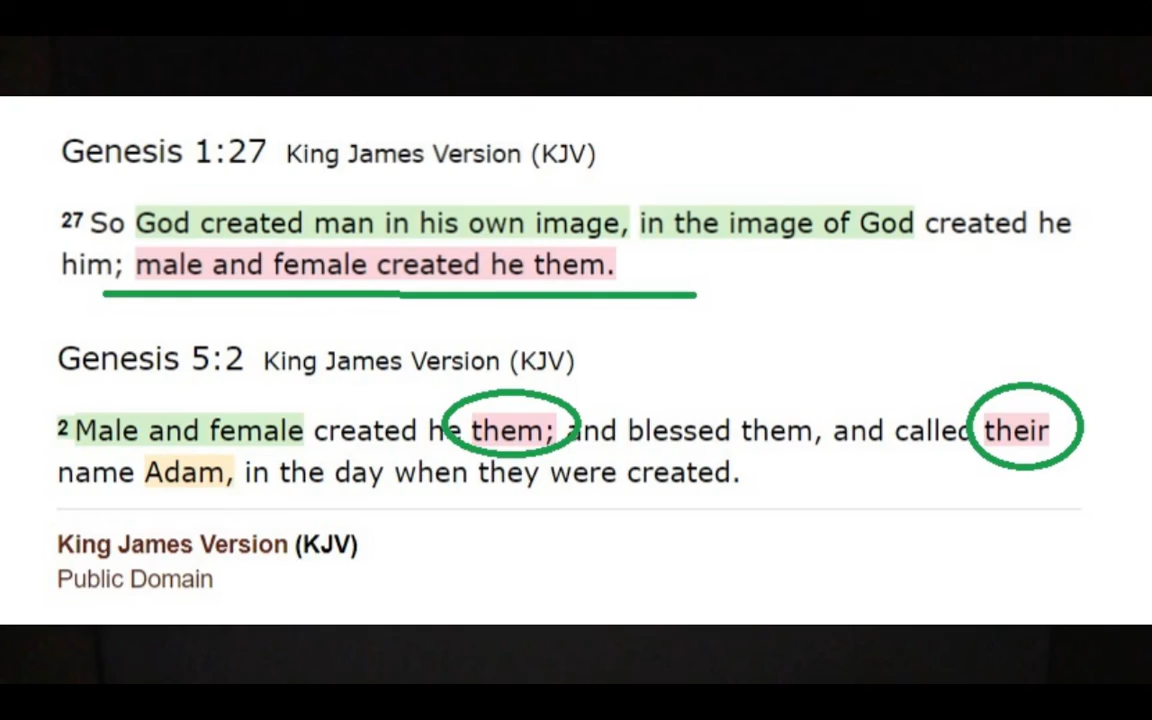 Genesis 1:27 King James Version (KJV)
27 So God created man in his own image, in the image of God created he
him; male and female created he them.
Genesis 5:2 King James Version (KJV)
2 Male and female created he them; and blessed them, and called their
name Adam, in the day when they were created.
King James Version (KJV)
Public Domain